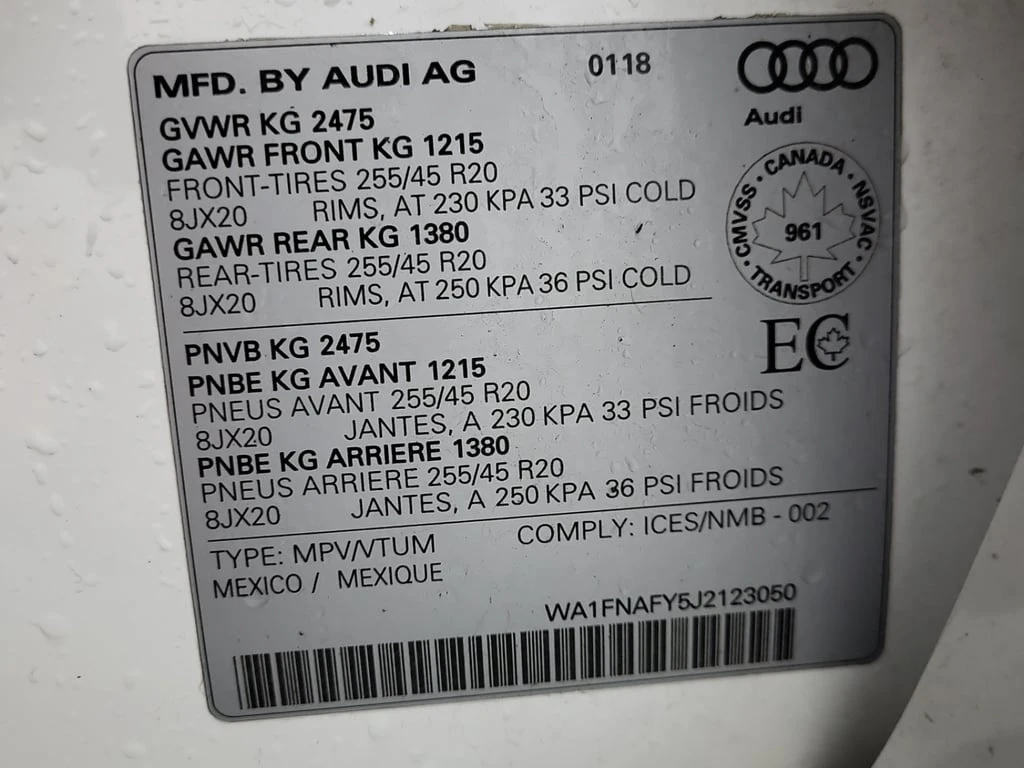 MFD. BY AUDI AG 0118
Audi
GVWR KG 2475
GAWR FRONT KG 1215
FRONT-TIRES 255/45 R20
8JX20 RIMS, AT 230 KPA 33 PSI COLD
GAWR REAR KG 1380
REAR-TIRES 255/45 R20
8JX20 RIMS, AT 250 KPA 36 PSI COLD
CMVSS • CANADA • NSVAC • TRANSPORT •
961
EC
PNVB KG 2475
PNBE KG AVANT 1215
PNEUS AVANT 255/45 R20
8JX20 JANTES, A 230 KPA 33 PSI FROIDS
PNBE KG ARRIERE 1380
PNEUS ARRIERE 255/45 R20
8JX20 JANTES, A 250 KPA 36 PSI FROIDS
TYPE: MPV/VTUM COMPLY: ICES/NMB - 002
MEXICO / MEXIQUE
WA1FNAFY5J2123050